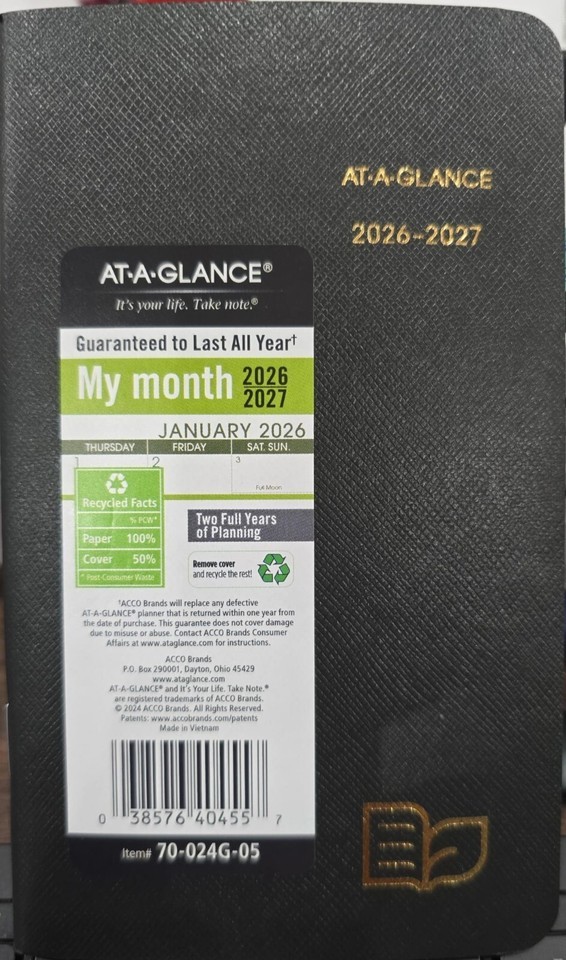 AT-A-GLANCE
2026-2027
AT-A-GLANCE®
It's your life. Take note.®
Guaranteed to Last All Year†
My month 2026
2027
JANUARY 2026
THURSDAY FRIDAY SAT. SUN.
1 2 3
Full Moon
Recycled Facts
% PCW*
Paper 100%
Cover 50%
* Post-Consumer Waste
Two Full Years
of Planning
Remove cover
and recycle the rest!
†ACCO Brands will replace any defective
AT-A-GLANCE® planner that is returned within one year from
the date of purchase. This guarantee does not cover damage
due to misuse or abuse. Contact ACCO Brands Consumer
Affairs at www.ataglance.com for instructions.
ACCO Brands
P.O. Box 290001, Dayton, Ohio 45429
www.ataglance.com
AT-A-GLANCE® and It's Your Life. Take Note.®
are registered trademarks of ACCO Brands.
© 2024 ACCO Brands. All Rights Reserved.
Patents: www.accobrands.com/patents
Made in Vietnam
0 38576 40455 7
Item# 70-024G-05